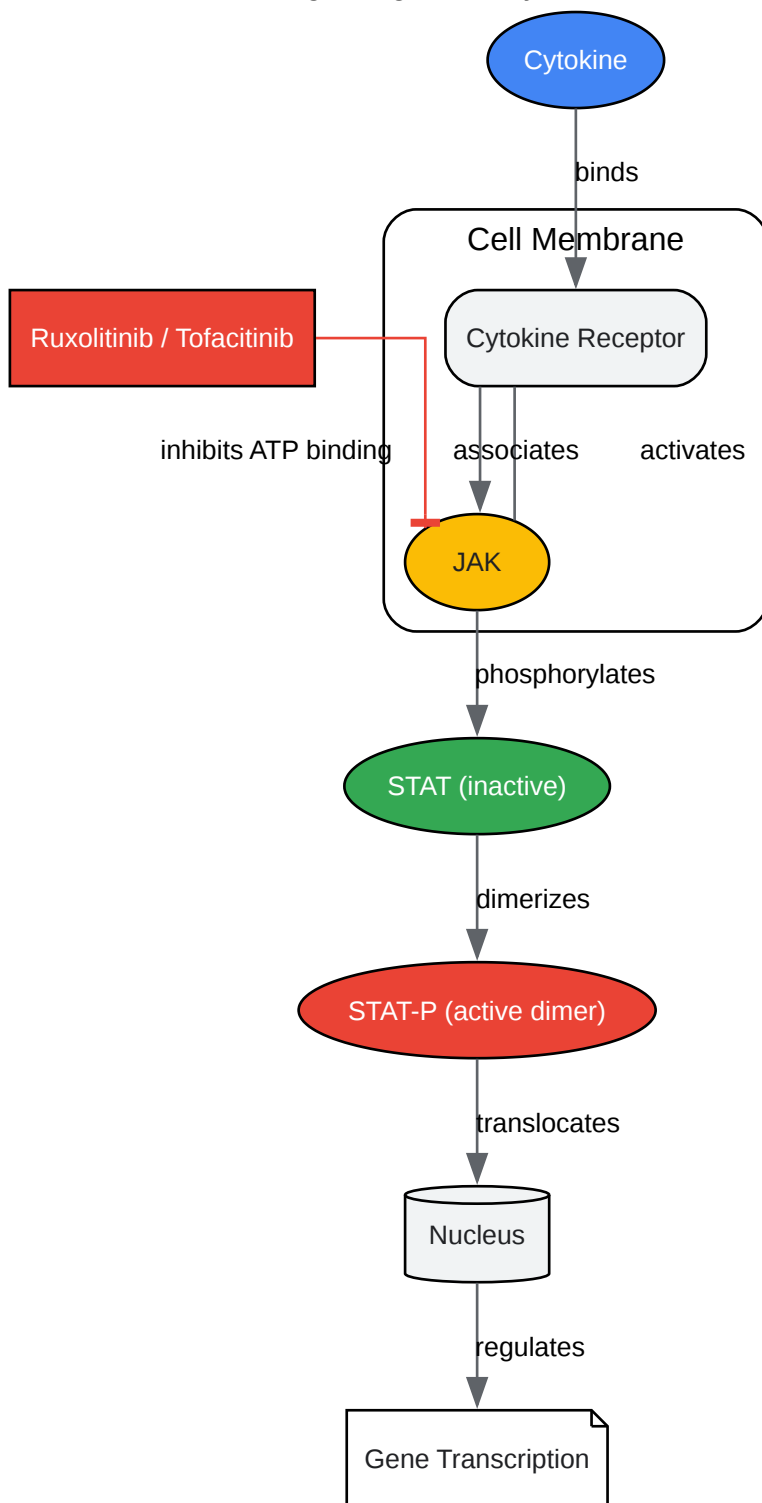 Cytokine
binds
Cell Membrane
Ruxolitinib / Tofacitinib
Cytokine Receptor
inhibits ATP binding
associates
activates
JAK
phosphorylates
STAT (inactive)
dimerizes
STAT-P (active dimer)
translocates
Nucleus
regulates
Gene Transcription